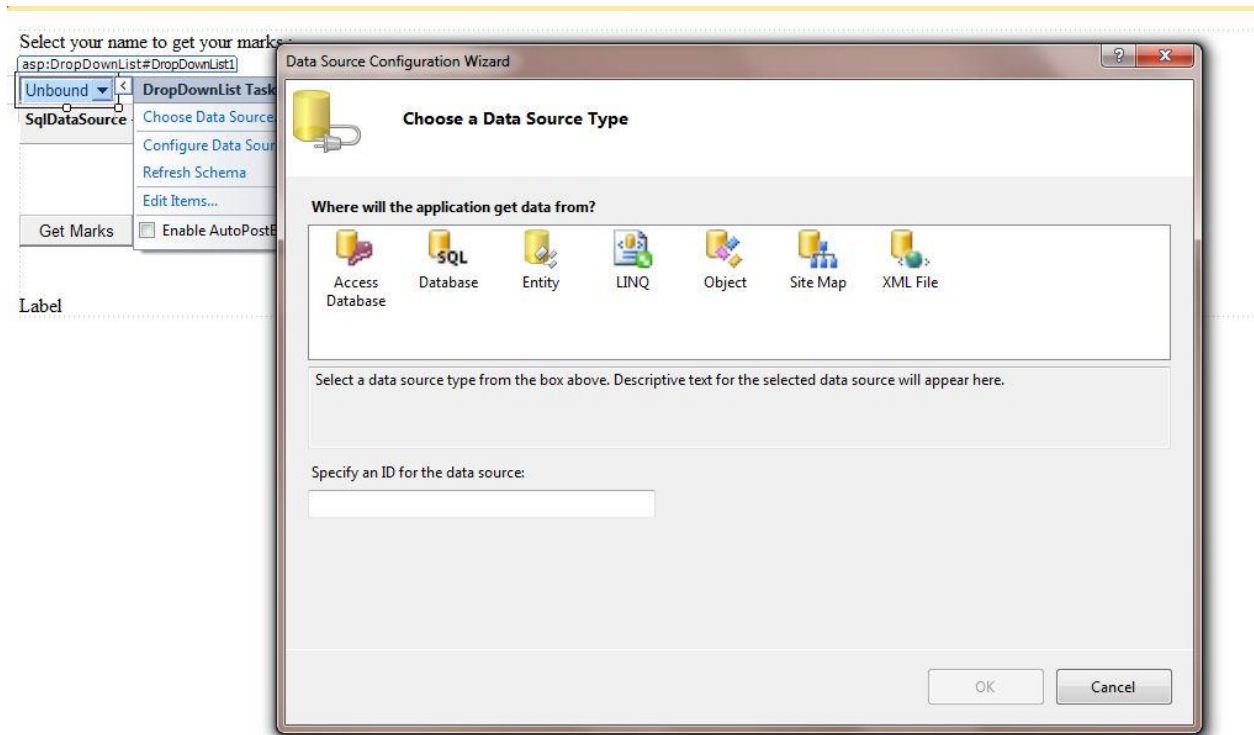 Select your name to get your marks :
asp:DropDownList#DropDownList1
Unbound
DropDownList Task
SqlDataSource -
Choose Data Source.
Configure Data Sour
Refresh Schema
Edit Items...
Get Marks
Enable AutoPostB
Label
Data Source Configuration Wizard
Choose a Data Source Type
Where will the application get data from?
SQL
Access Database
Database
Entity
LINQ
Object
Site Map
XML File
Select a data source type from the box above. Descriptive text for the selected data source will appear here.
Specify an ID for the data source:
OK
Cancel